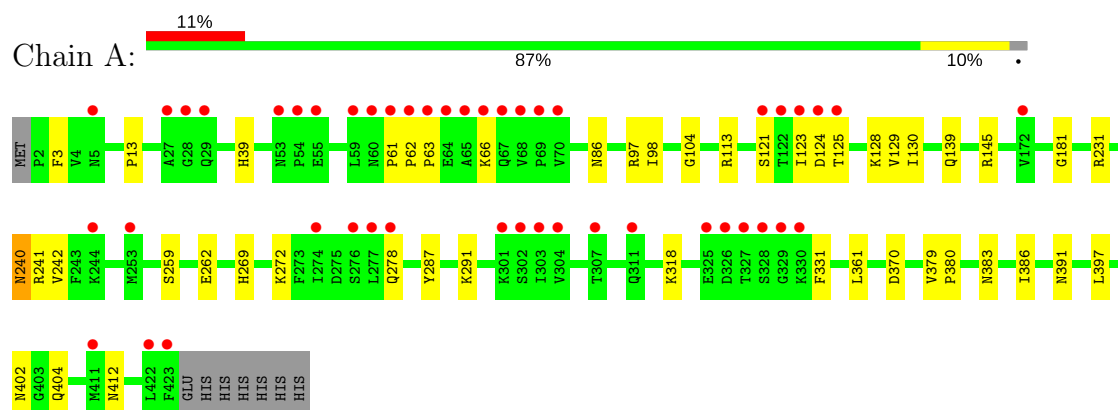 11%
Chain A:
87% 10% •
MET P2 F3 V4 N5 P13 A27 G28 Q29 H39 N53 P54 E55 L59 N60 P61 P62 P63 E64 A65 K66 Q67 V68 P69 V70 N86 R97 I98 G104 R113 S121 T122 I123 D124 T125 K128 V129 I130 Q139 R145 V172 G181 R231
N240 R241 V242 F243 K244 M253 S259 E262 H269 K272 F273 I274 D275 S276 L277 Q278 Y287 K291 K301 S302 I303 V304 T307 Q311 K318 E325 D326 T327 S328 G329 K330 F331 L361 D370 V379 P380 N383 I386 N391 L397
N402 G403 Q404 M411 N412 L422 F423 GLU HIS HIS HIS HIS HIS HIS